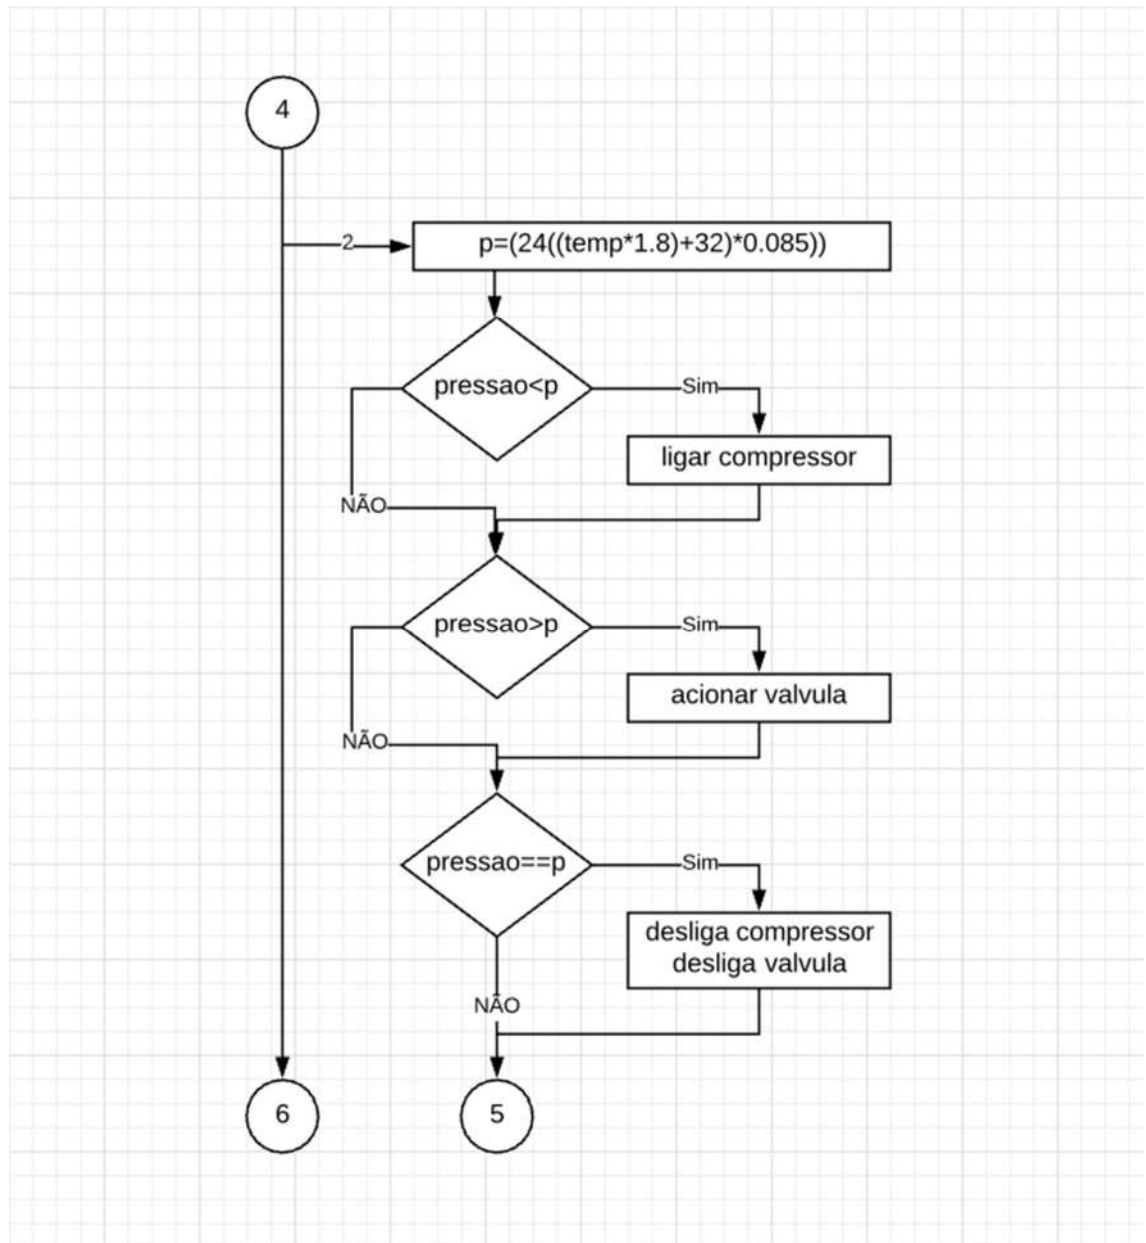 4
2
p=(24((temp*1.8)+32)*0.085))
pressao<p
Sim
ligar compressor
NÃO
pressao>p
Sim
acionar valvula
NÃO
pressao==p
Sim
desliga compressor
desliga valvula
NÃO
6
5